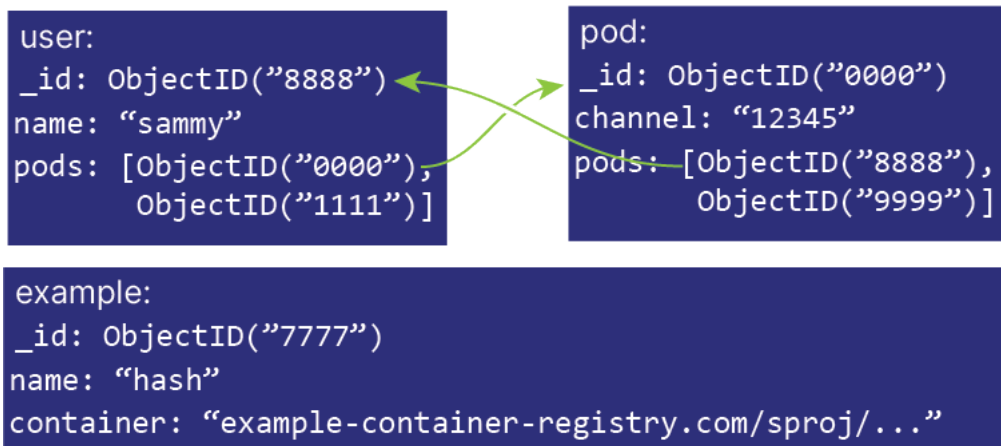 user:
_id: ObjectID(”8888”)
name: “sammy”
pods: [ObjectID(”0000”),
ObjectID(”1111”)]
pod:
_id: ObjectID(”0000”)
channel: “12345”
pods: [ObjectID(”8888”),
ObjectID(”9999”)]
example:
_id: ObjectID(”7777”)
name: “hash”
container: “example-container-registry.com/sproj/...”